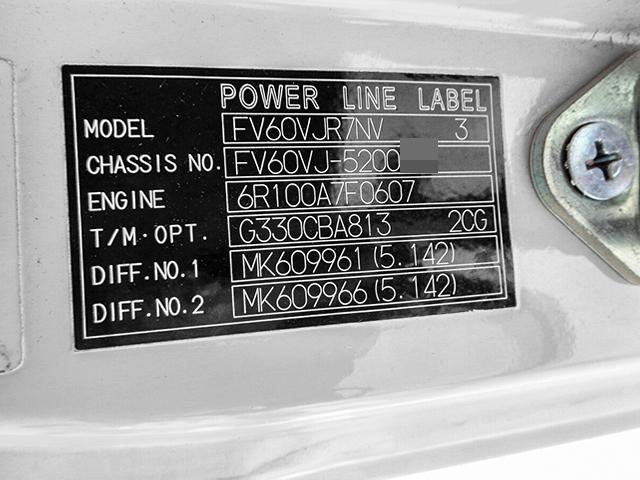 POWER LINE LABEL
MODEL FV60VJR7NV 3
CHASSIS NO. FV60VJ-5200
ENGINE 6R100A7F0607
T/M·OPT. G330CBA813 2CG
DIFF.NO.1 MK609961 (5.142)
DIFF.NO.2 MK609966 (5.142)